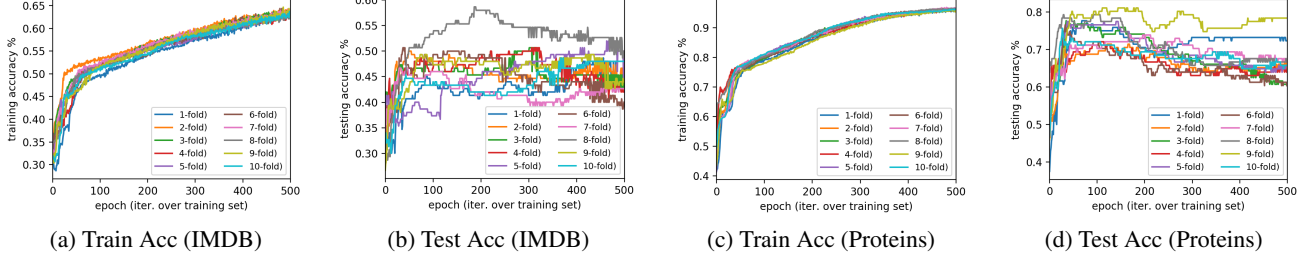 0.65
0.60
0.55
0.50
0.45
0.40
0.35
0.30
training accuracy %
0 100 200 300 400 500
epoch (iter. over training set)
1-fold) 6-fold)
2-fold) 7-fold)
3-fold) 8-fold)
4-fold) 9-fold)
5-fold) 10-fold)
(a) Train Acc (IMDB)
0.60
0.55
0.50
0.45
0.40
0.35
0.30
testing accuracy %
0 100 200 300 400 500
epoch (iter. over training set)
1-fold) 6-fold)
2-fold) 7-fold)
3-fold) 8-fold)
4-fold) 9-fold)
5-fold) 10-fold)
(b) Test Acc (IMDB)
0.9
0.8
0.7
0.6
0.5
0.4
training accuracy %
0 100 200 300 400 500
epoch (iter. over training set)
1-fold) 6-fold)
2-fold) 7-fold)
3-fold) 8-fold)
4-fold) 9-fold)
5-fold) 10-fold)
(c) Train Acc (Proteins)
0.8
0.7
0.6
0.5
0.4
testing accuracy %
0 100 200 300 400 500
epoch (iter. over training set)
1-fold) 6-fold)
2-fold) 7-fold)
3-fold) 8-fold)
4-fold) 9-fold)
5-fold) 10-fold)
(d) Test Acc (Proteins)